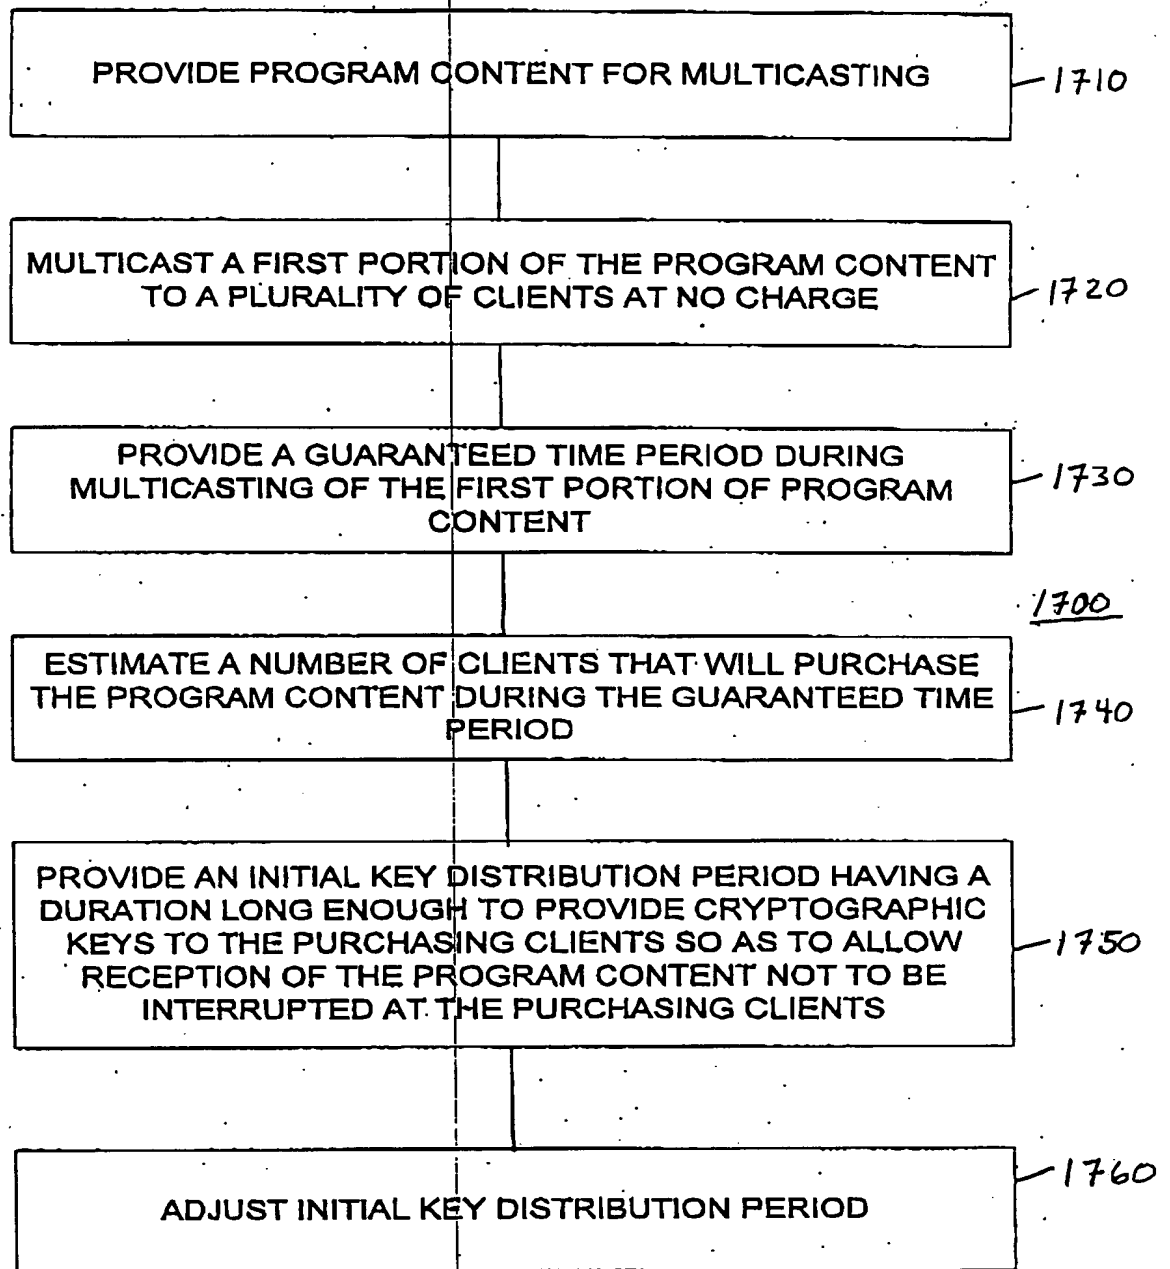 PROVIDE PROGRAM CONTENT FOR MULTICASTING
1710
MULTICAST A FIRST PORTION OF THE PROGRAM CONTENT
TO A PLURALITY OF CLIENTS AT NO CHARGE
1720
PROVIDE A GUARANTEED TIME PERIOD DURING
MULTICASTING OF THE FIRST PORTION OF PROGRAM
CONTENT
1730
1700
ESTIMATE A NUMBER OF CLIENTS THAT WILL PURCHASE
THE PROGRAM CONTENT DURING THE GUARANTEED TIME
PERIOD
1740
PROVIDE AN INITIAL KEY DISTRIBUTION PERIOD HAVING A
DURATION LONG ENOUGH TO PROVIDE CRYPTOGRAPHIC
KEYS TO THE PURCHASING CLIENTS SO AS TO ALLOW
RECEPTION OF THE PROGRAM CONTENT NOT TO BE
INTERRUPTED AT THE PURCHASING CLIENTS
1750
ADJUST INITIAL KEY DISTRIBUTION PERIOD
1760